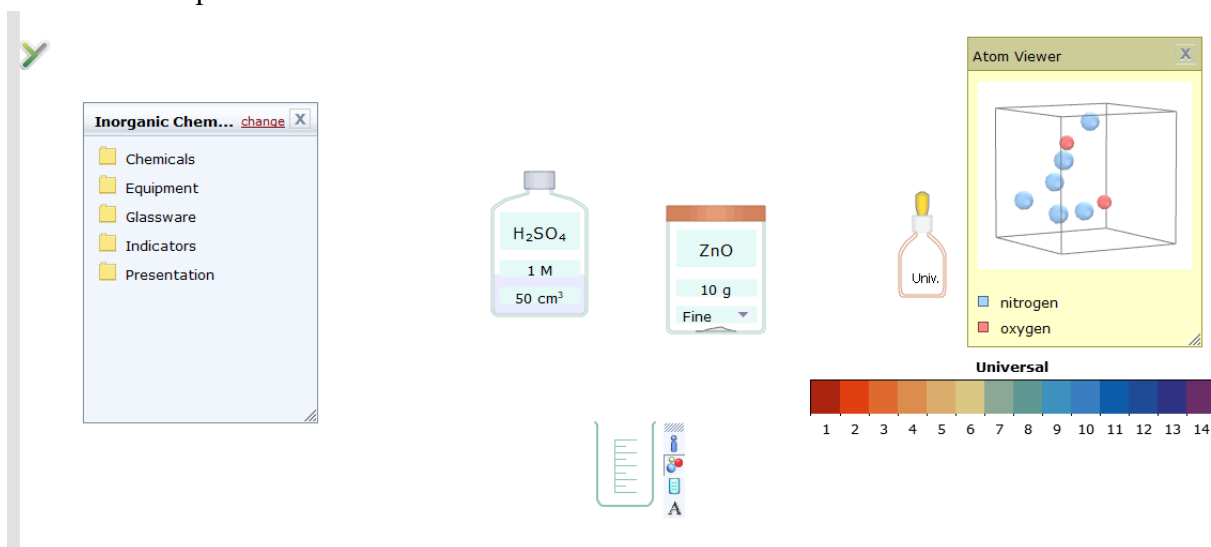 Inorganic Chem... change X
Chemicals
Equipment
Glassware
Indicators
Presentation
H₂SO₄
1 M
50 cm³
ZnO
10 g
Fine
Univ.
Atom Viewer X
nitrogen
oxygen
Universal
1 2 3 4 5 6 7 8 9 10 11 12 13 14
A